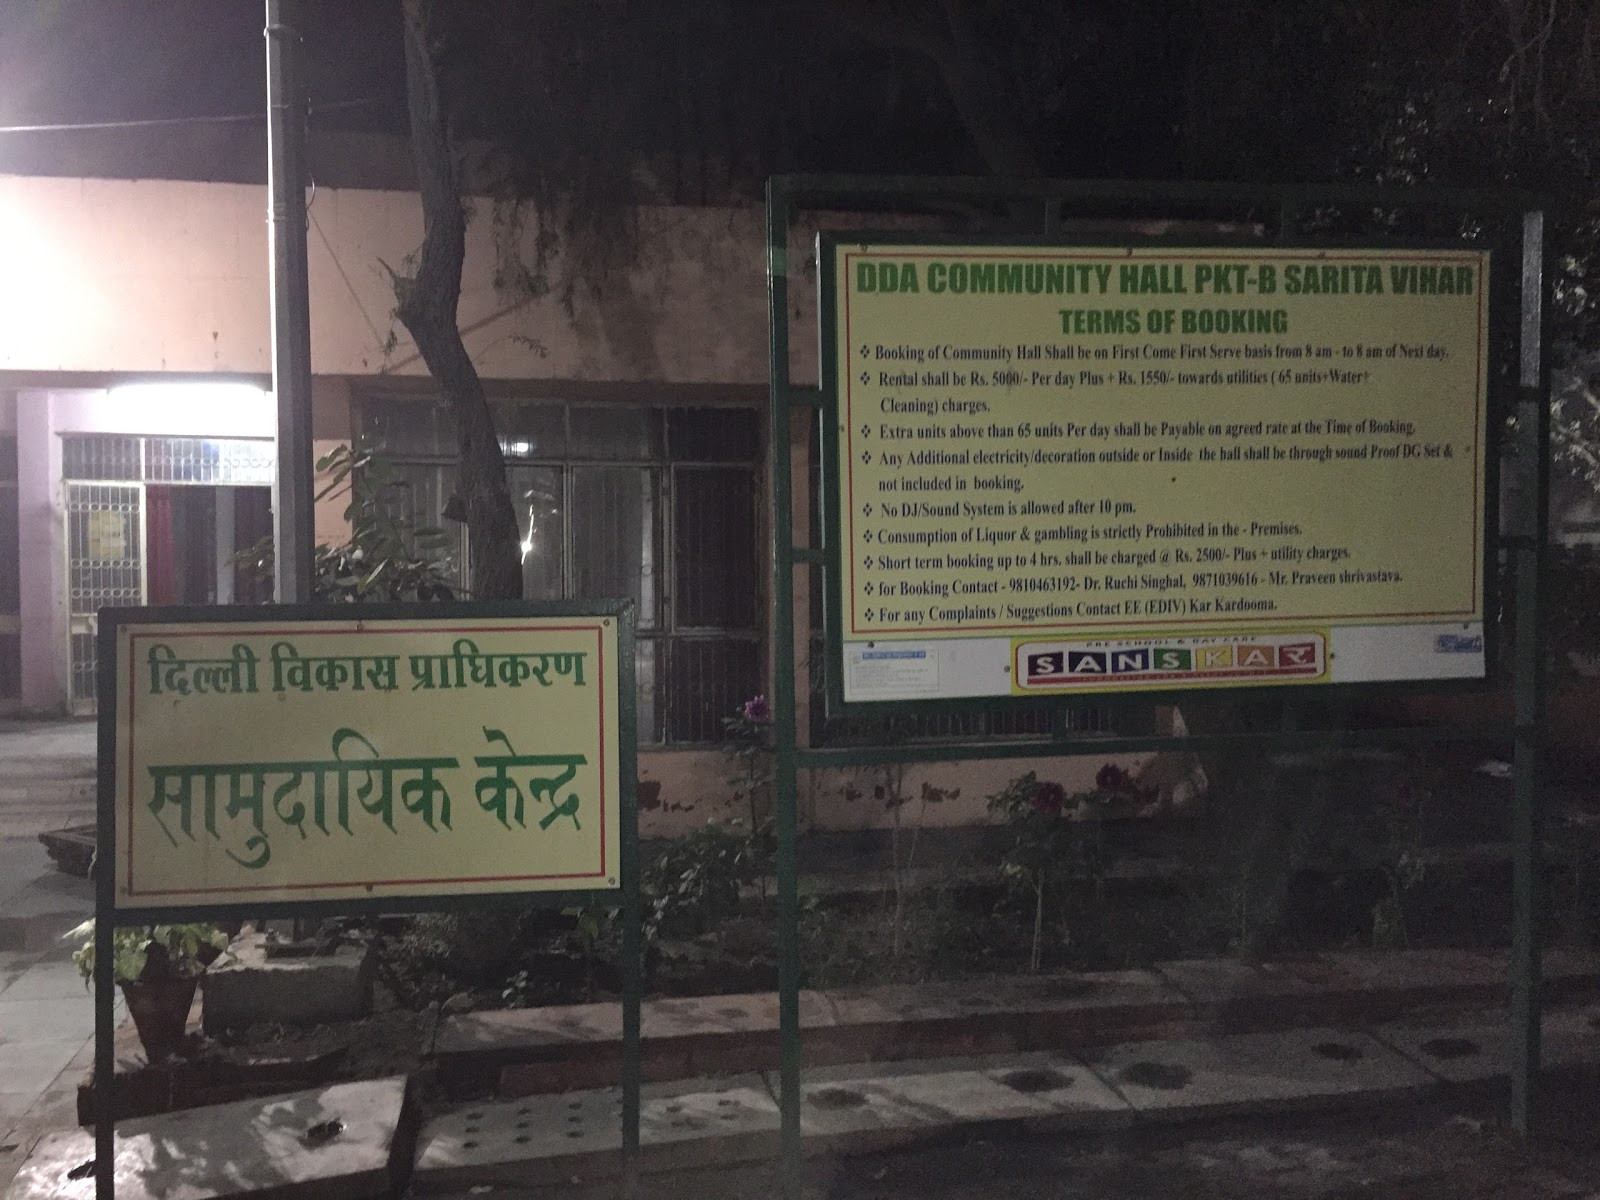 दिल्ली विकास प्राधिकरण
सामुदायिक केन्द्र
DDA COMMUNITY HALL PKT-B SARITA VIHAR
TERMS OF BOOKING
❖ Booking of Community Hall Shall be on First Come First Serve basis from 8 am - to 8 am of Next day.
❖ Rental shall be Rs. 5000/- Per day Plus + Rs. 1550/- towards utilities ( 65 units+Water+
Cleaning) charges.
❖ Extra units above than 65 units Per day shall be Payable on agreed rate at the Time of Booking.
❖ Any Additional electricity/decoration outside or Inside the hall shall be through sound Proof DG Set &
not included in booking.
❖ No DJ/Sound System is allowed after 10 pm.
❖ Consumption of Liquor & gambling is strictly Prohibited in the - Premises.
❖ Short term booking up to 4 hrs. shall be charged @ Rs. 2500/- Plus + utility charges.
❖ for Booking Contact - 9810463192- Dr. Ruchi Singhal, 9871039616 - Mr. Praveen shrivastava.
❖ For any Complaints / Suggestions Contact EE (EDIV) Kar Kardooma.
PRE SCHOOL & DAY CARE
SANSKAR